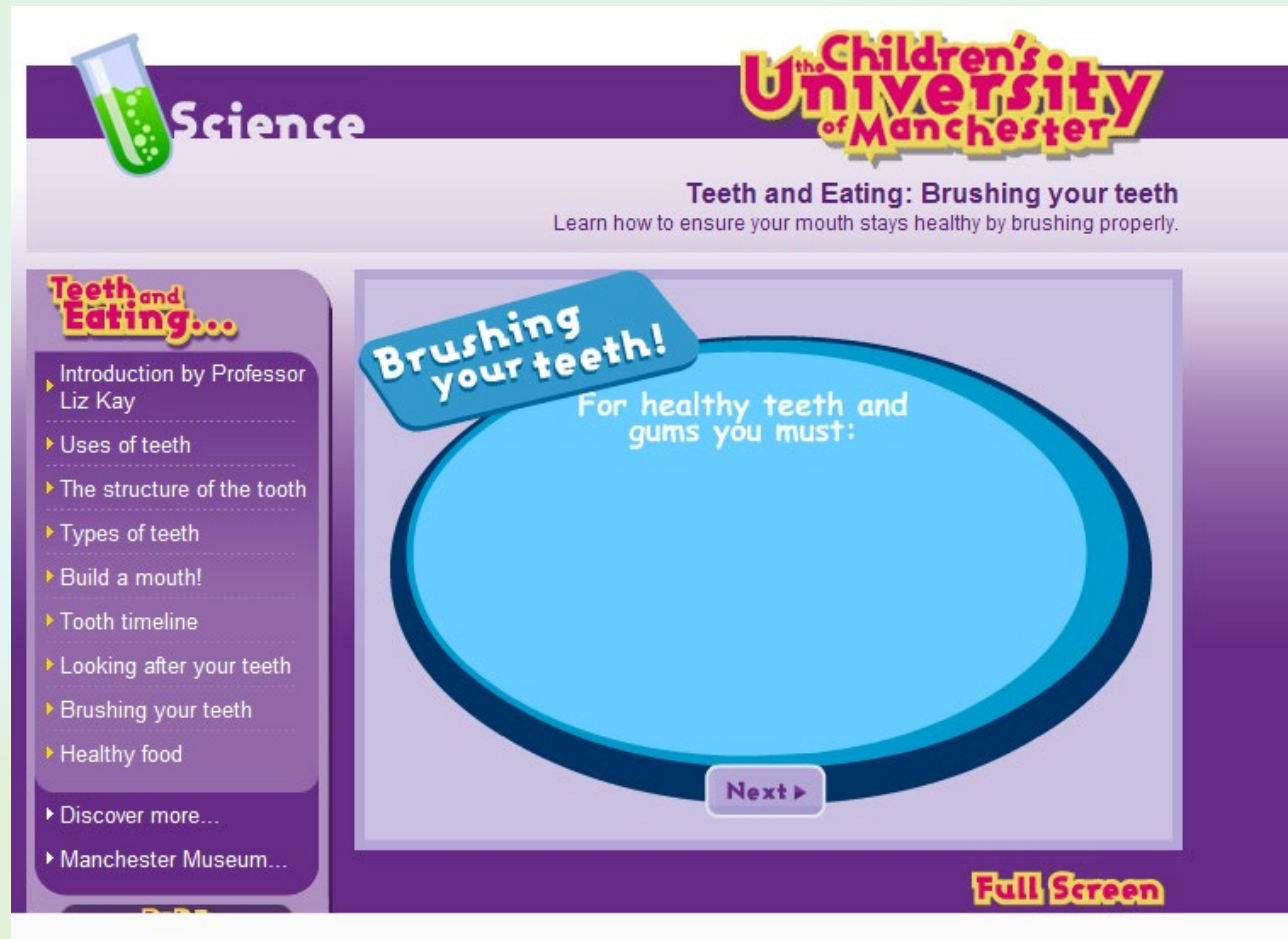 Science
the Children's
University
of Manchester
Teeth and Eating: Brushing your teeth
Learn how to ensure your mouth stays healthy by brushing properly.
Teeth and
Eating...
Introduction by Professor
Liz Kay
Uses of teeth
The structure of the tooth
Types of teeth
Build a mouth!
Tooth timeline
Looking after your teeth
Brushing your teeth
Healthy food
Discover more...
Manchester Museum...
Brushing
your teeth!
For healthy teeth and
gums you must:
Next
Full Screen